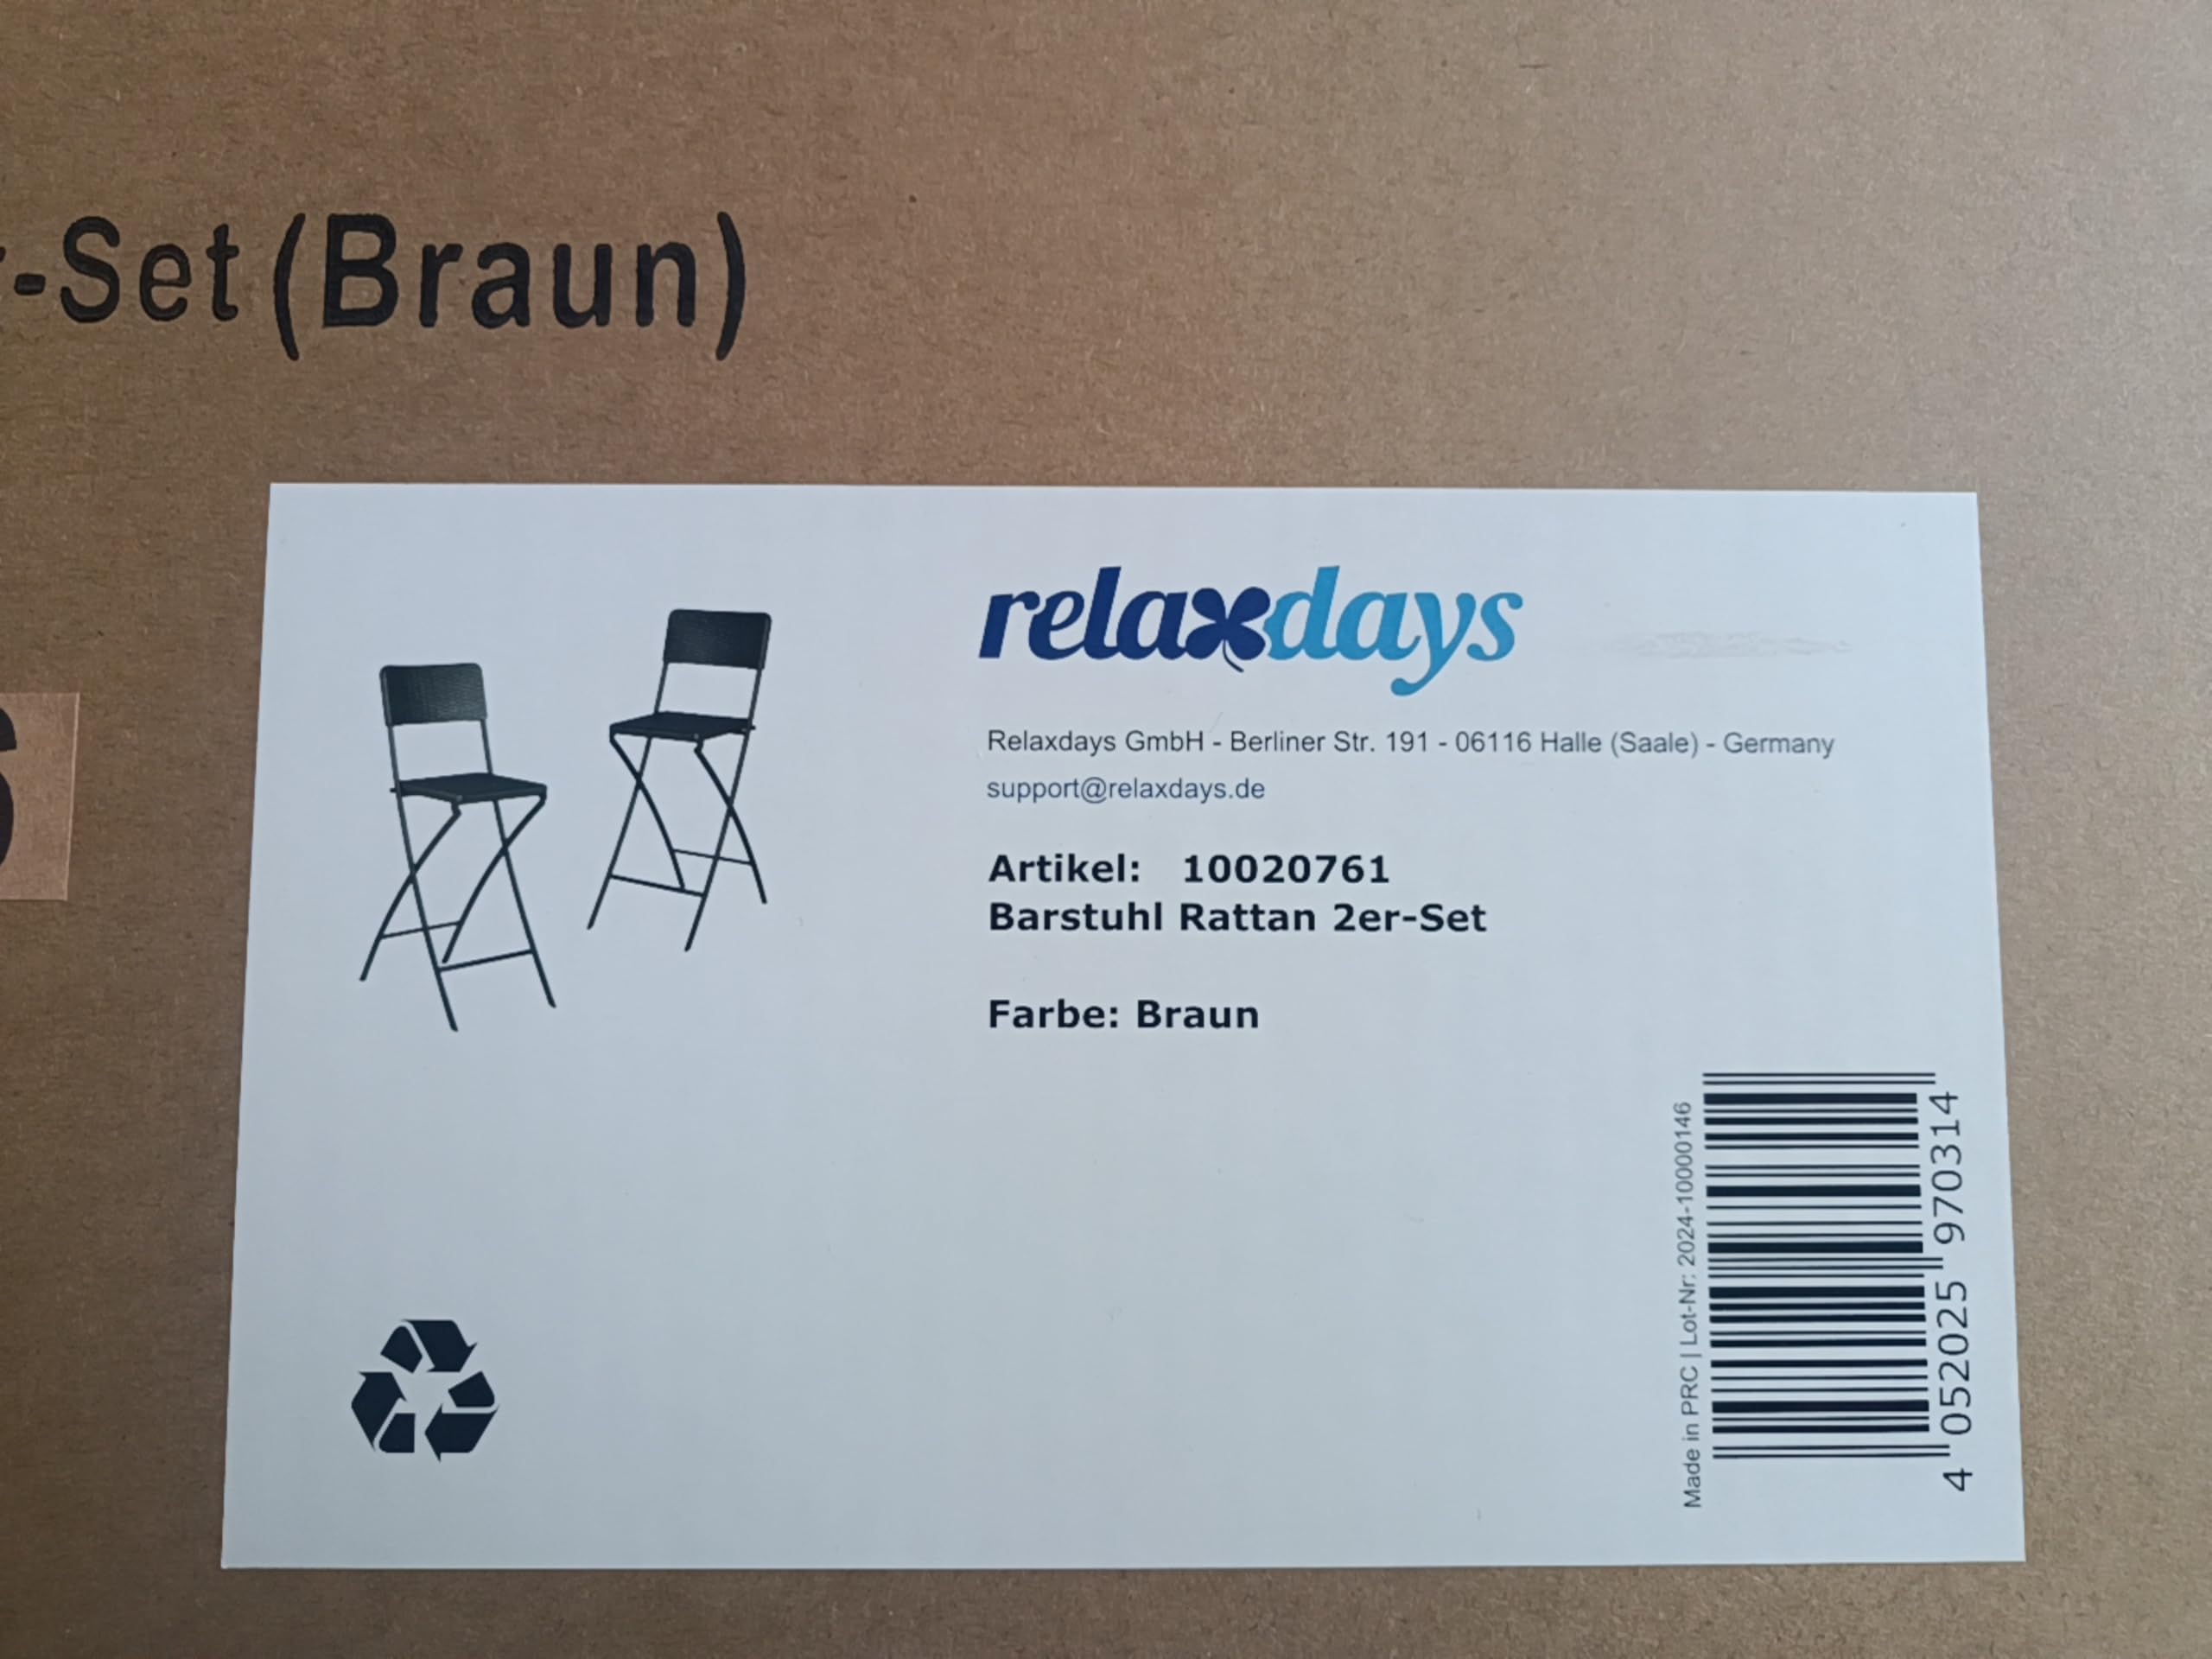 -Set (Braun)
relaxdays
Relaxdays GmbH - Berliner Str. 191 - 06116 Halle (Saale) - Germany
support@relaxdays.de
Artikel: 10020761
Barstuhl Rattan 2er-Set
Farbe: Braun
Made in PRC | Lot-Nr: 2024-10000146
4 052025 970314